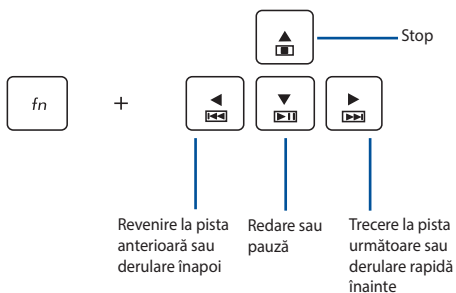 Stop
fn
+
Revenire la pista
anterioară sau
derulare înapoi
Redare sau
pauză
Trecere la pista
următoare sau
derulare rapidă
înainte